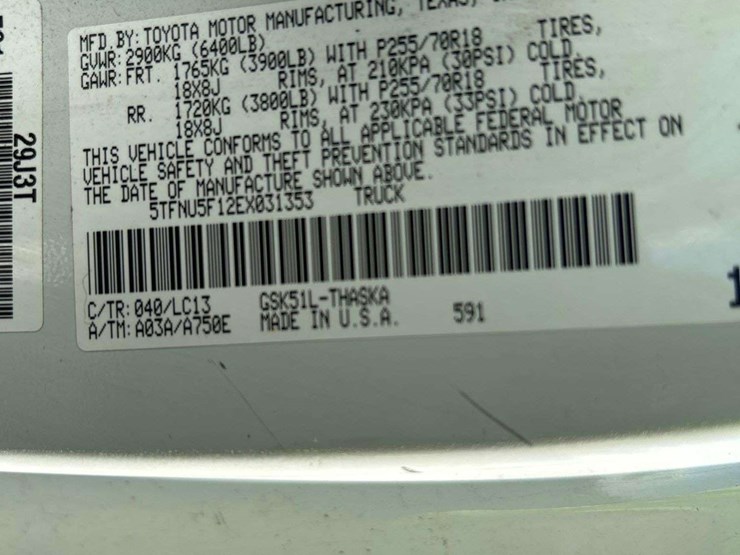 MFD.BY: TOYOTA MOTOR MANUFACTURING,
GVWR: 2900KG (6400LB)
GAWR: FRT. 1765KG (3900LB) WITH P255/70R18 TIRES,
18X8J RIMS, AT 210KPA (30PSI) COLD
RR. 1720KG (3800LB) WITH P255/70R18 TIRES,
18X8J RIMS, AT 230KPA (33PSI) COLD.
THIS VEHICLE CONFORMS TO ALL APPLICABLE FEDERAL MOTOR
VEHICLE SAFETY AND THEFT PREVENTION STANDARDS IN EFFECT ON
THE DATE OF MANUFACTURE SHOWN ABOVE.
5TFNU5F12EX031353 TRUCK
C/TR: 040/LC13 GSK51L-THASKA
A/TM: A03A/A750E MADE IN U.S.A. 591
29J3T